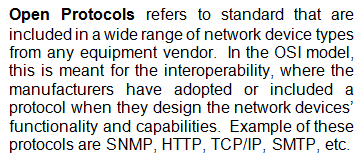 Open Protocols refers to standard that are
included in a wide range of network device types
from any equipment vendor. In the OSI model,
this is meant for the interoperability, where the
manufacturers have adopted or included a
protocol when they design the network devices'
functionality and capabilities. Example of these
protocols are SNMP, HTTP, TCP/IP, SMTP, etc.